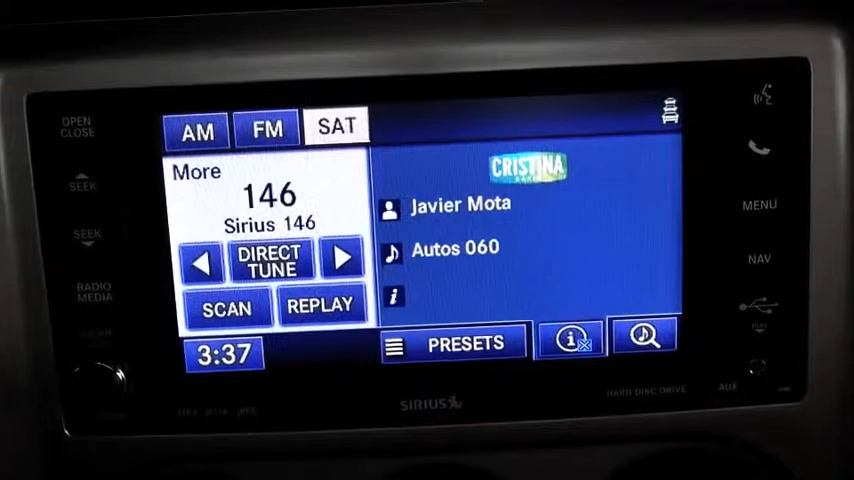 OPEN
CLOSE
AM
FM
SAT
More
146
Sirius 146
DIRECT
TUNE
SCAN
REPLAY
3:37
CRISTINA
Javier Mota
Autos 060
PRESETS
SEEK
SEEK
RADIO
MEDIA
MENU
NAV
SIRIUS
HARD DISC DRIVE
AUX